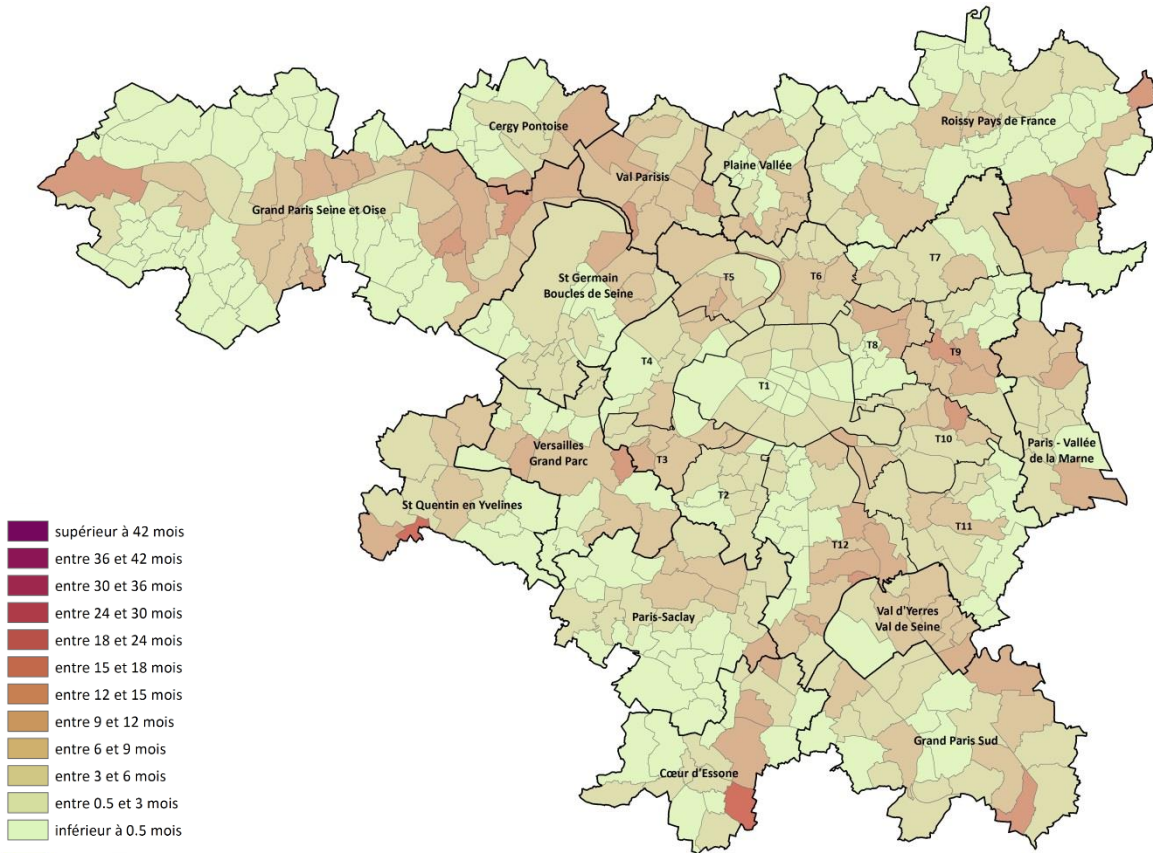 Cergy Pontoise
Roissy Pays de France
Plaine Vallée
Val Parisis
Grand Paris Seine et Oise
T7
St Germain
Boucles de Seine
T5
T6
T8
T9
T4
T1
T10
Paris - Vallée
de la Marne
Versailles
Grand Parc
T3
St Quentin en Yvelines
T2
T11
T12
Paris-Saclay
Val d'Yerres
Val de Seine
Grand Paris Sud
Cœur d'Essone
supérieur à 42 mois
entre 36 et 42 mois
entre 30 et 36 mois
entre 24 et 30 mois
entre 18 et 24 mois
entre 15 et 18 mois
entre 12 et 15 mois
entre 9 et 12 mois
entre 6 et 9 mois
entre 3 et 6 mois
entre 0.5 et 3 mois
inférieur à 0.5 mois